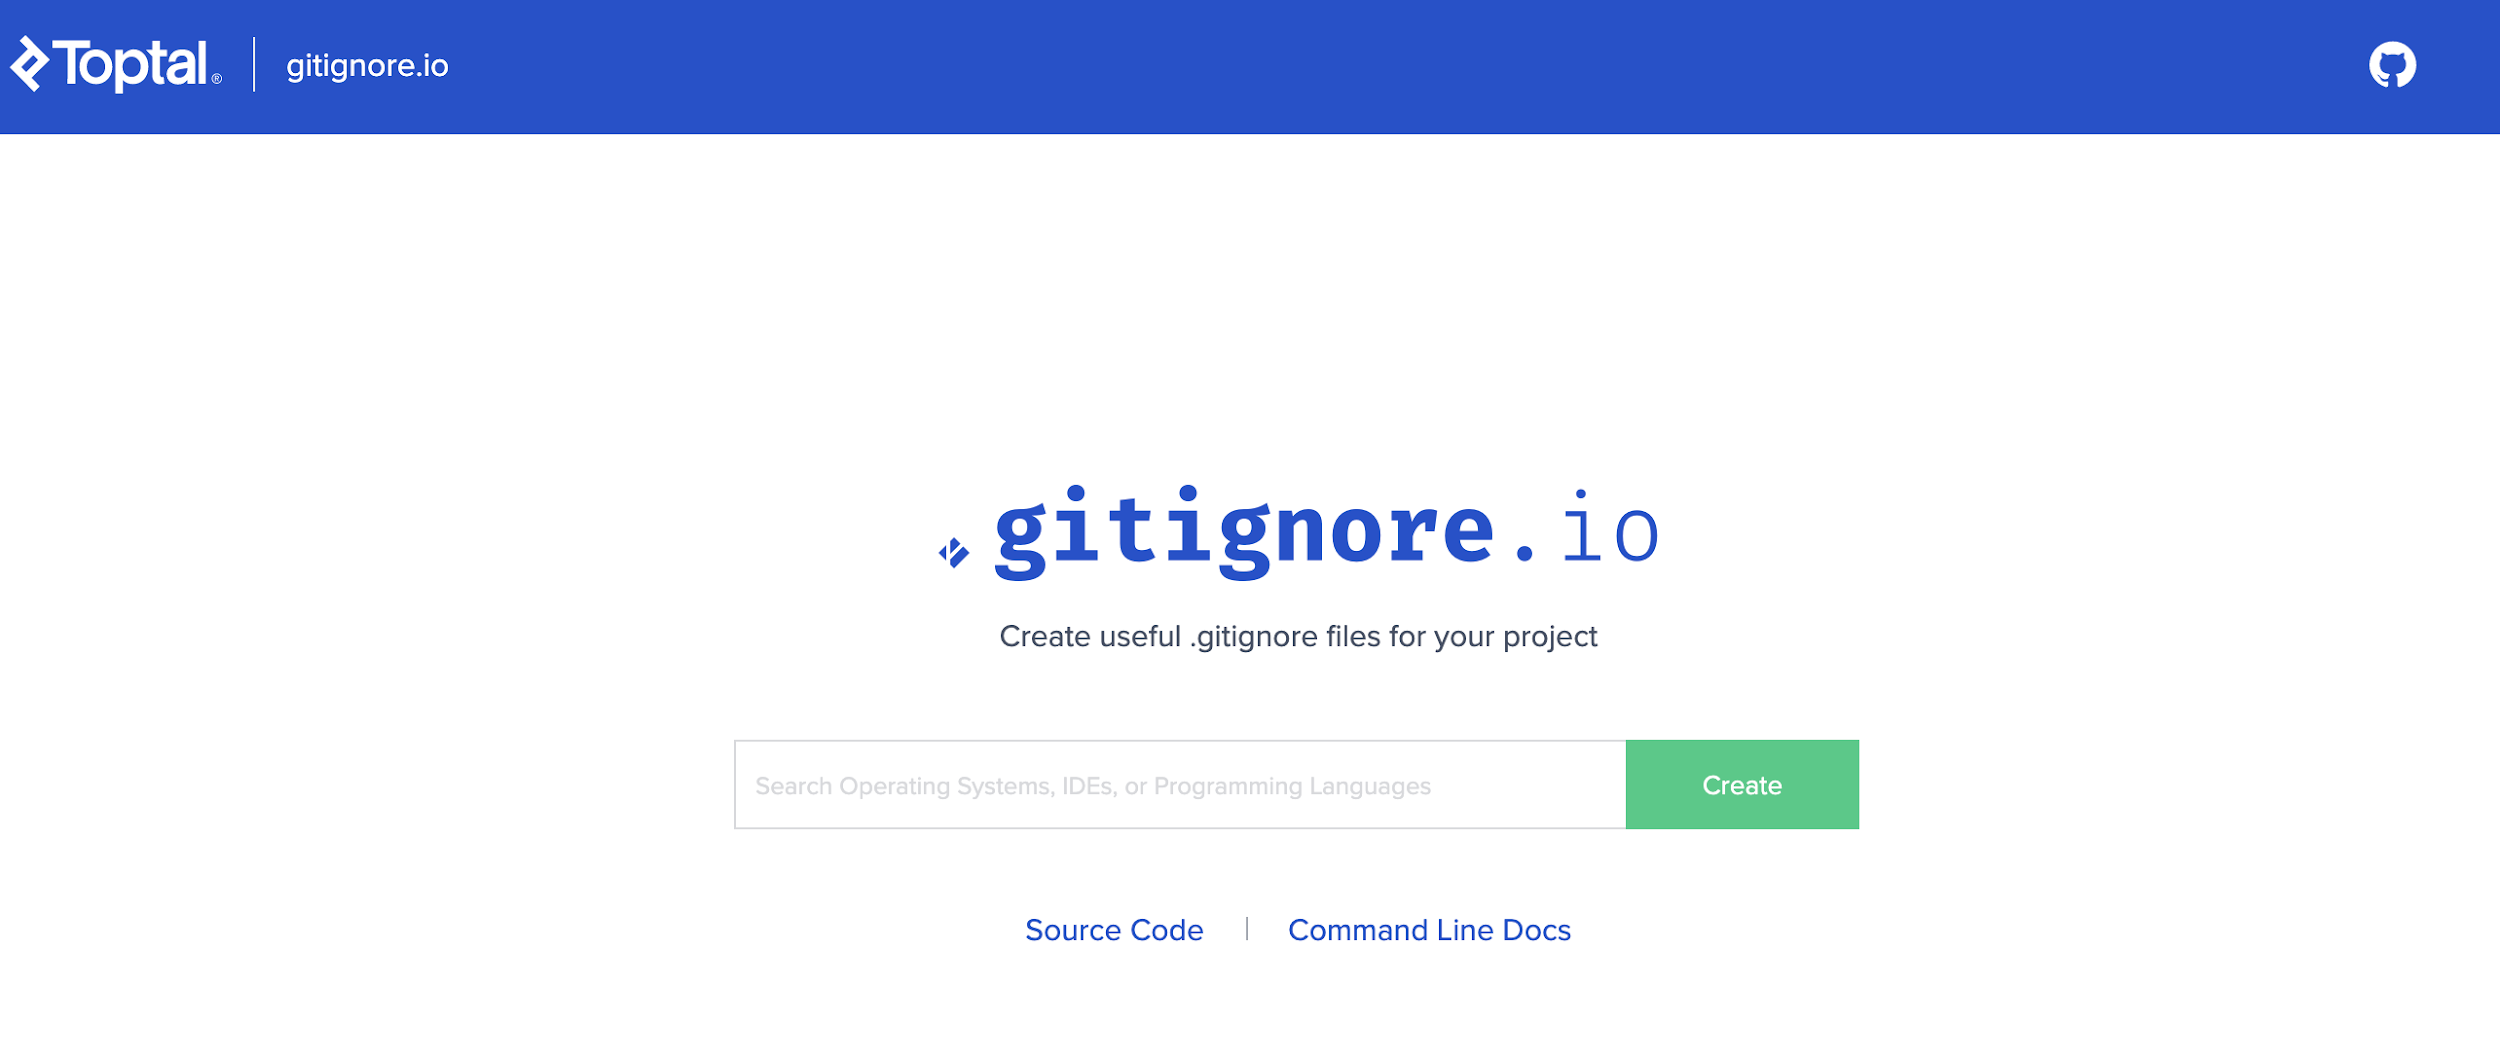 Toptal® | gitignore.io
gitignore.io
Create useful .gitignore files for your project
Search Operating Systems, IDEs, or Programming Languages
Create
Source Code | Command Line Docs